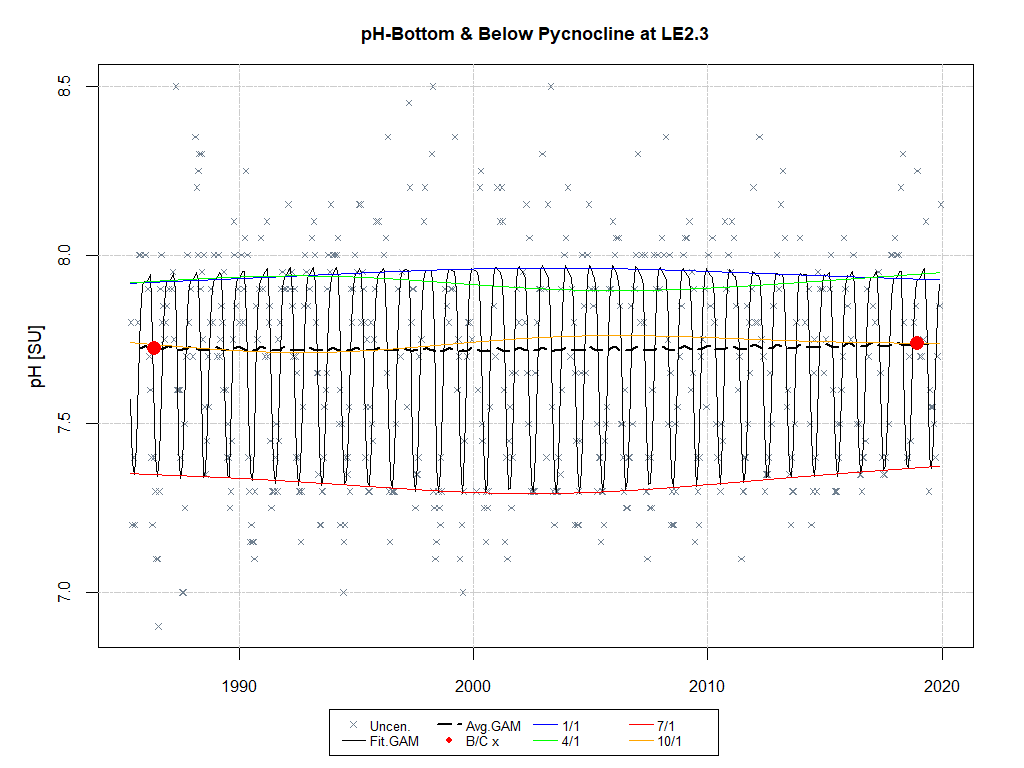 pH-Bottom & Below Pycnocline at LE2.3
pH [SU]
8.5
8.0
7.5
7.0
1990 2000 2010 2020
Uncen. Avg.GAM 1/1 7/1
Fit.GAM B/C x 4/1 10/1